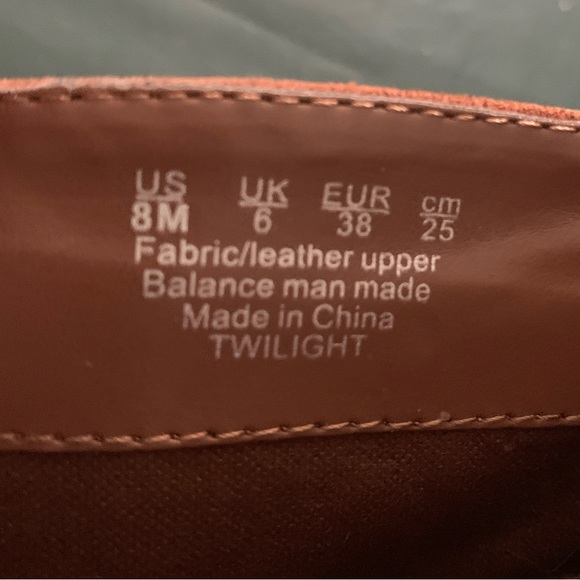 US UK EUR cm
8M 6 38 25
Fabric/leather upper
Balance man made
Made in China
TWILIGHT